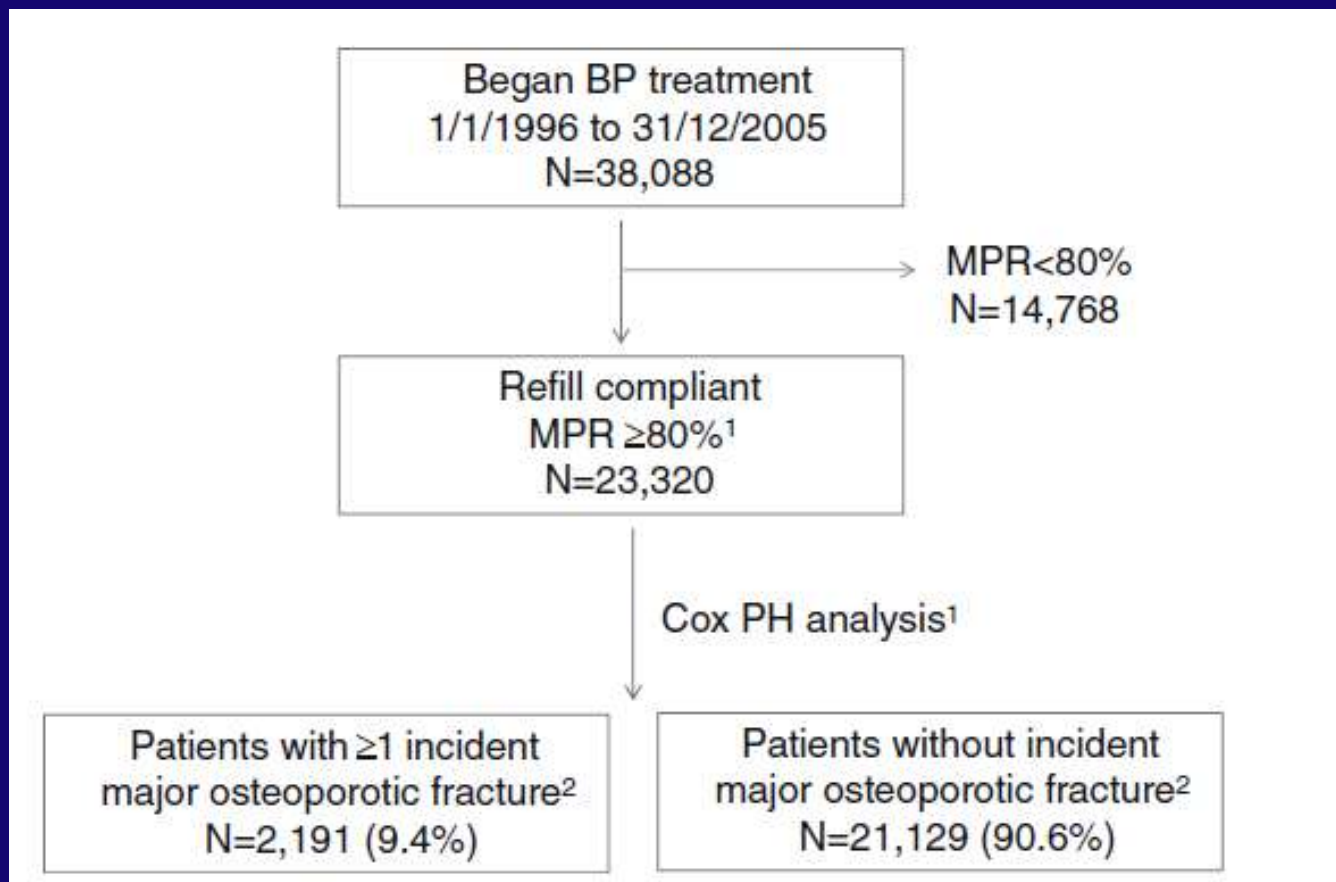 Began BP treatment
1/1/1996 to 31/12/2005
N=38,088
MPR<80%
N=14,768
Refill compliant
MPR ≥80%¹
N=23,320
Cox PH analysis¹
Patients with ≥1 incident
major osteoporotic fracture²
N=2,191 (9.4%)
Patients without incident
major osteoporotic fracture²
N=21,129 (90.6%)